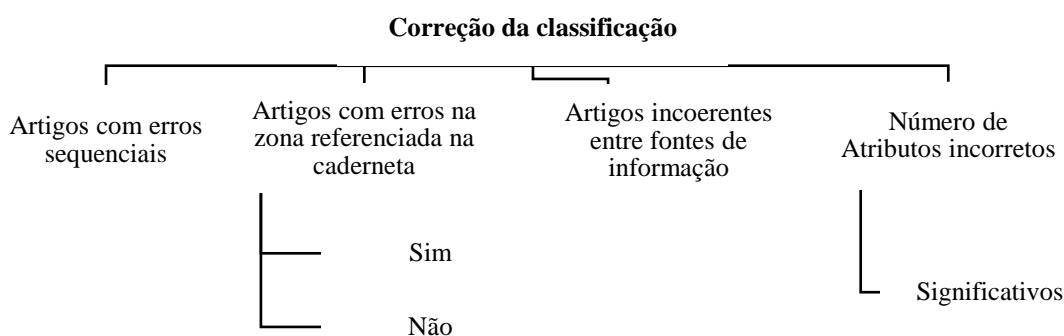 Correção da classificação
Artigos com erros
sequenciais
Artigos com erros na
zona referenciada na
caderneta
Artigos incoerentes
entre fontes de
informação
Número de
Atributos incorretos
Sim
Não
Significativos